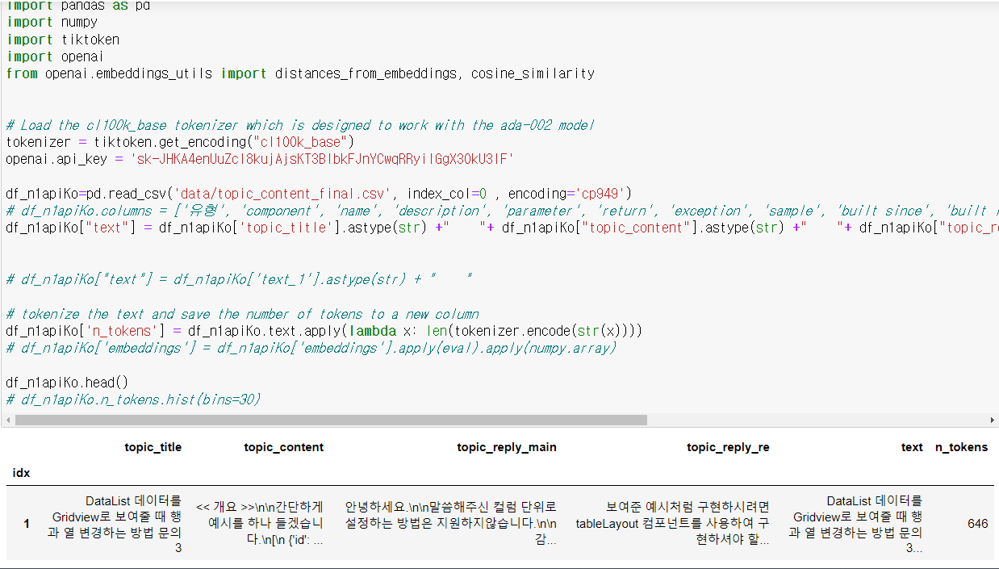 import pandas as pd
import numpy
import tiktoken
import openai
from openai.embeddings_utils import distances_from_embeddings, cosine_similarity
# Load the cl100k_base tokenizer which is designed to work with the ada-002 model
tokenizer = tiktoken.get_encoding("cl100k_base")
openai.api_key =
df_n1apiKo=pd.read_csv('data/topic_content_final.csv', index_col=0 , encoding='cp949')
# df_n1apiKo.columns = ['유형', 'component', 'name', 'description', 'parameter', 'return', 'exception', 'sample', 'built since', 'built
df_n1apiKo["text"] = df_n1apiKo['topic_title'].astype(str) +"    "+ df_n1apiKo["topic_content"].astype(str) +"    "+
# df_n1apiKo["text"] = df_n1apiKo['text_1'].astype(str) + "    "
# tokenize the text and save the number of tokens to a new column
df_n1apiKo['n_tokens'] = df_n1apiKo.text.apply(lambda x: len(tokenizer.encode(str(x))))
# df_n1apiKo['embeddings'] = df_n1apiKo['embeddings'].apply(eval).apply(numpy.array)
df_n1apiKo.head()
# df_n1apiKo.n_tokens.hist(bins=30)
topic_title topic_content topic_reply_main topic_reply_re text n_tokens
idx
1
DataList 데이터를
Gridview로 보여줄 때 행
과 열 변경하는 방법 문의
3
<< 개요 >>\n\n간단하게
예시를 하나 들겠습니
다.\n[\n {'id': ...
안녕하세요.\n\n말씀해주신 컬럼 단위로
설정하는 방법은 지원하지않습니다.\n\n
감...
보여준 예시처럼 구현하시려면
tableLayout 컴포넌트를 사용하여 구
현하셔야 할...
DataList 데이터를
Gridview로 보여줄 때 행
과 열 변경하는 방법 문의
3...
646